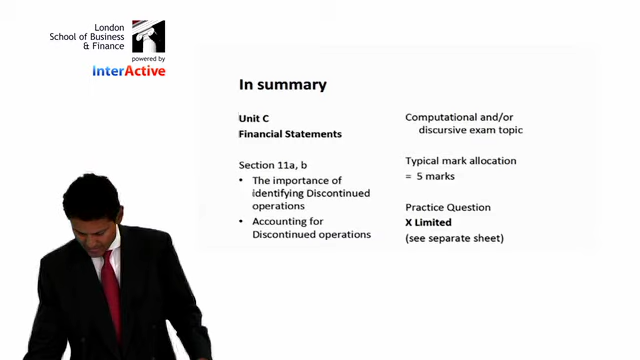 London
School of Business
& Finance
powered by
InterActive
In summary
Unit C
Financial Statements
Section 11a, b
• The importance of
identifying Discontinued
operations
• Accounting for
Discontinued operations
Computational and/or
discursive exam topic
Typical mark allocation
= 5 marks
Practice Question
X Limited
(see separate sheet)